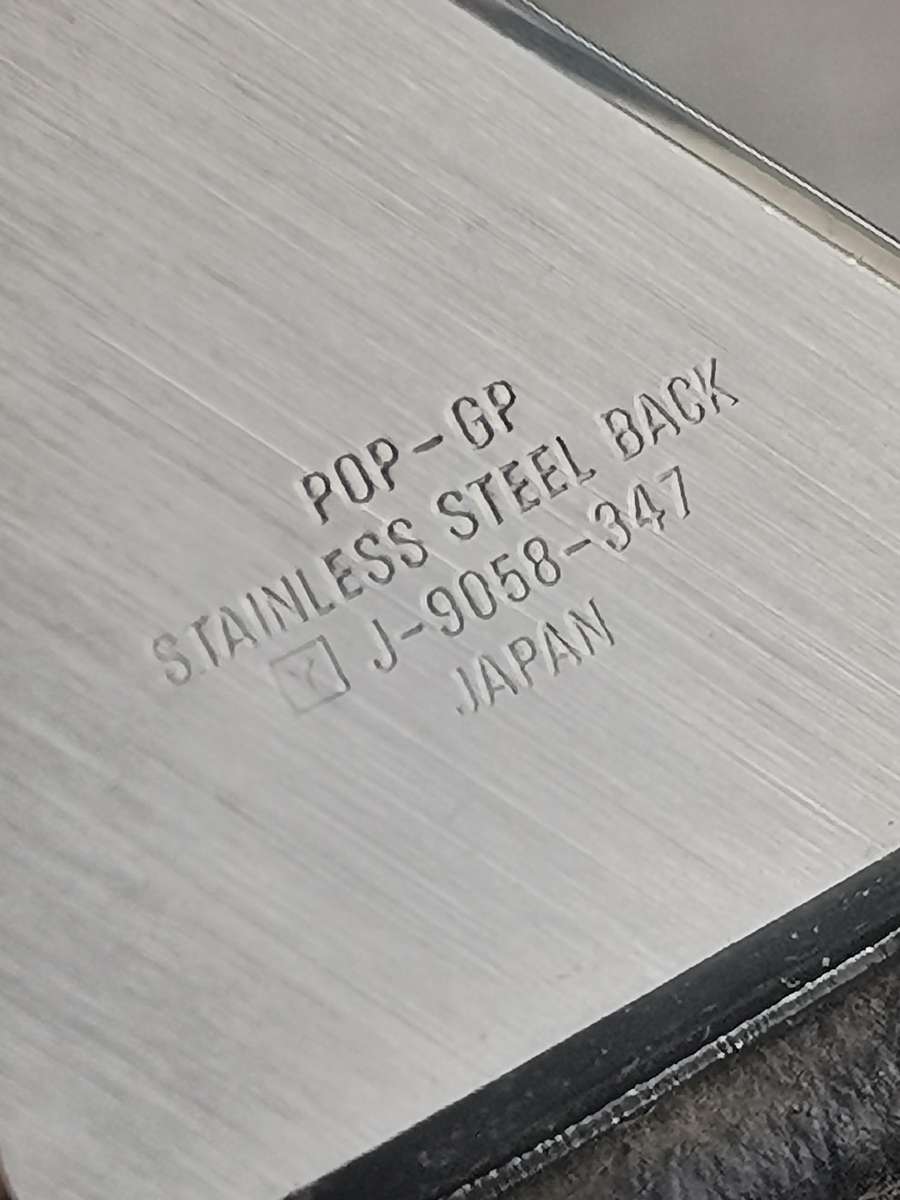 POP-GP
STAINLESS STEEL BACK
Y J-9058-347
JAPAN